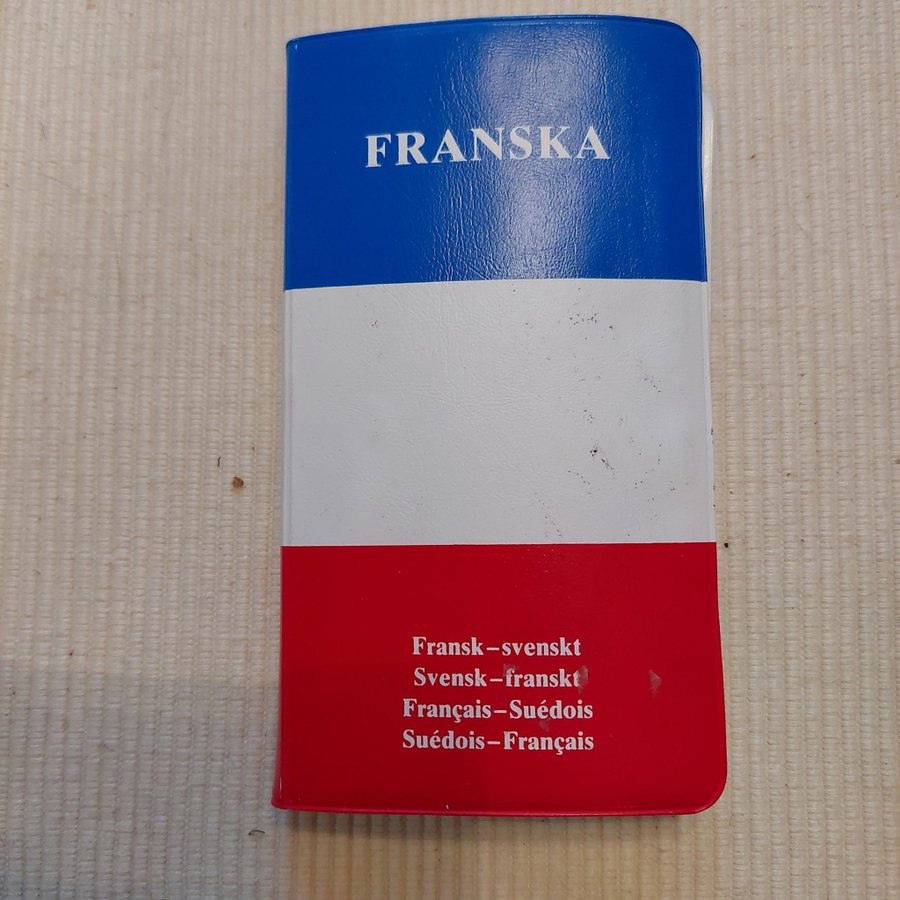 FRANSKA
Fransk–svenskt
Svensk–franskt
Français–Suédois
Suédois–Français